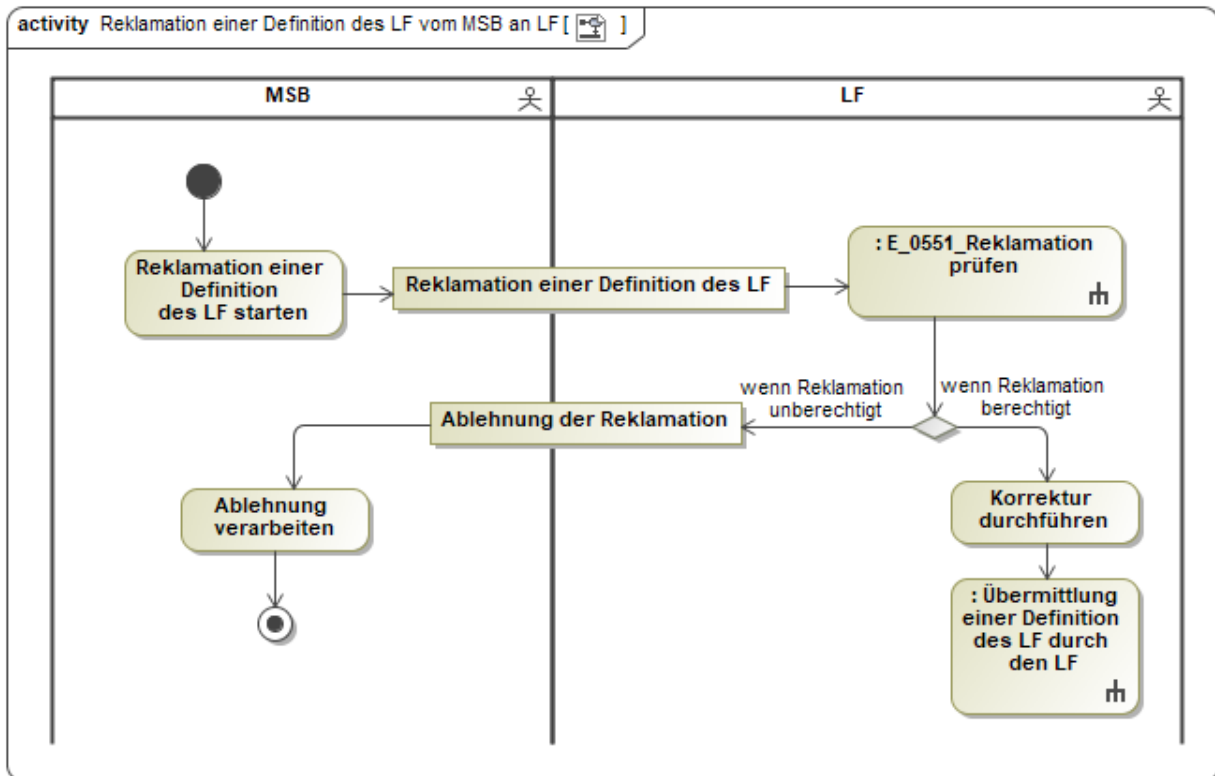 activity Reklamation einer Definition des LF vom MSB an LF [ ]
MSB
LF
Reklamation einer
Definition
des LF starten
Reklamation einer Definition des LF
: E_0551_Reklamation
prüfen
wenn Reklamation
unberechtigt
wenn Reklamation
berechtigt
Ablehnung der Reklamation
Ablehnung
verarbeiten
Korrektur
durchführen
: Übermittlung
einer Definition
des LF durch
den LF